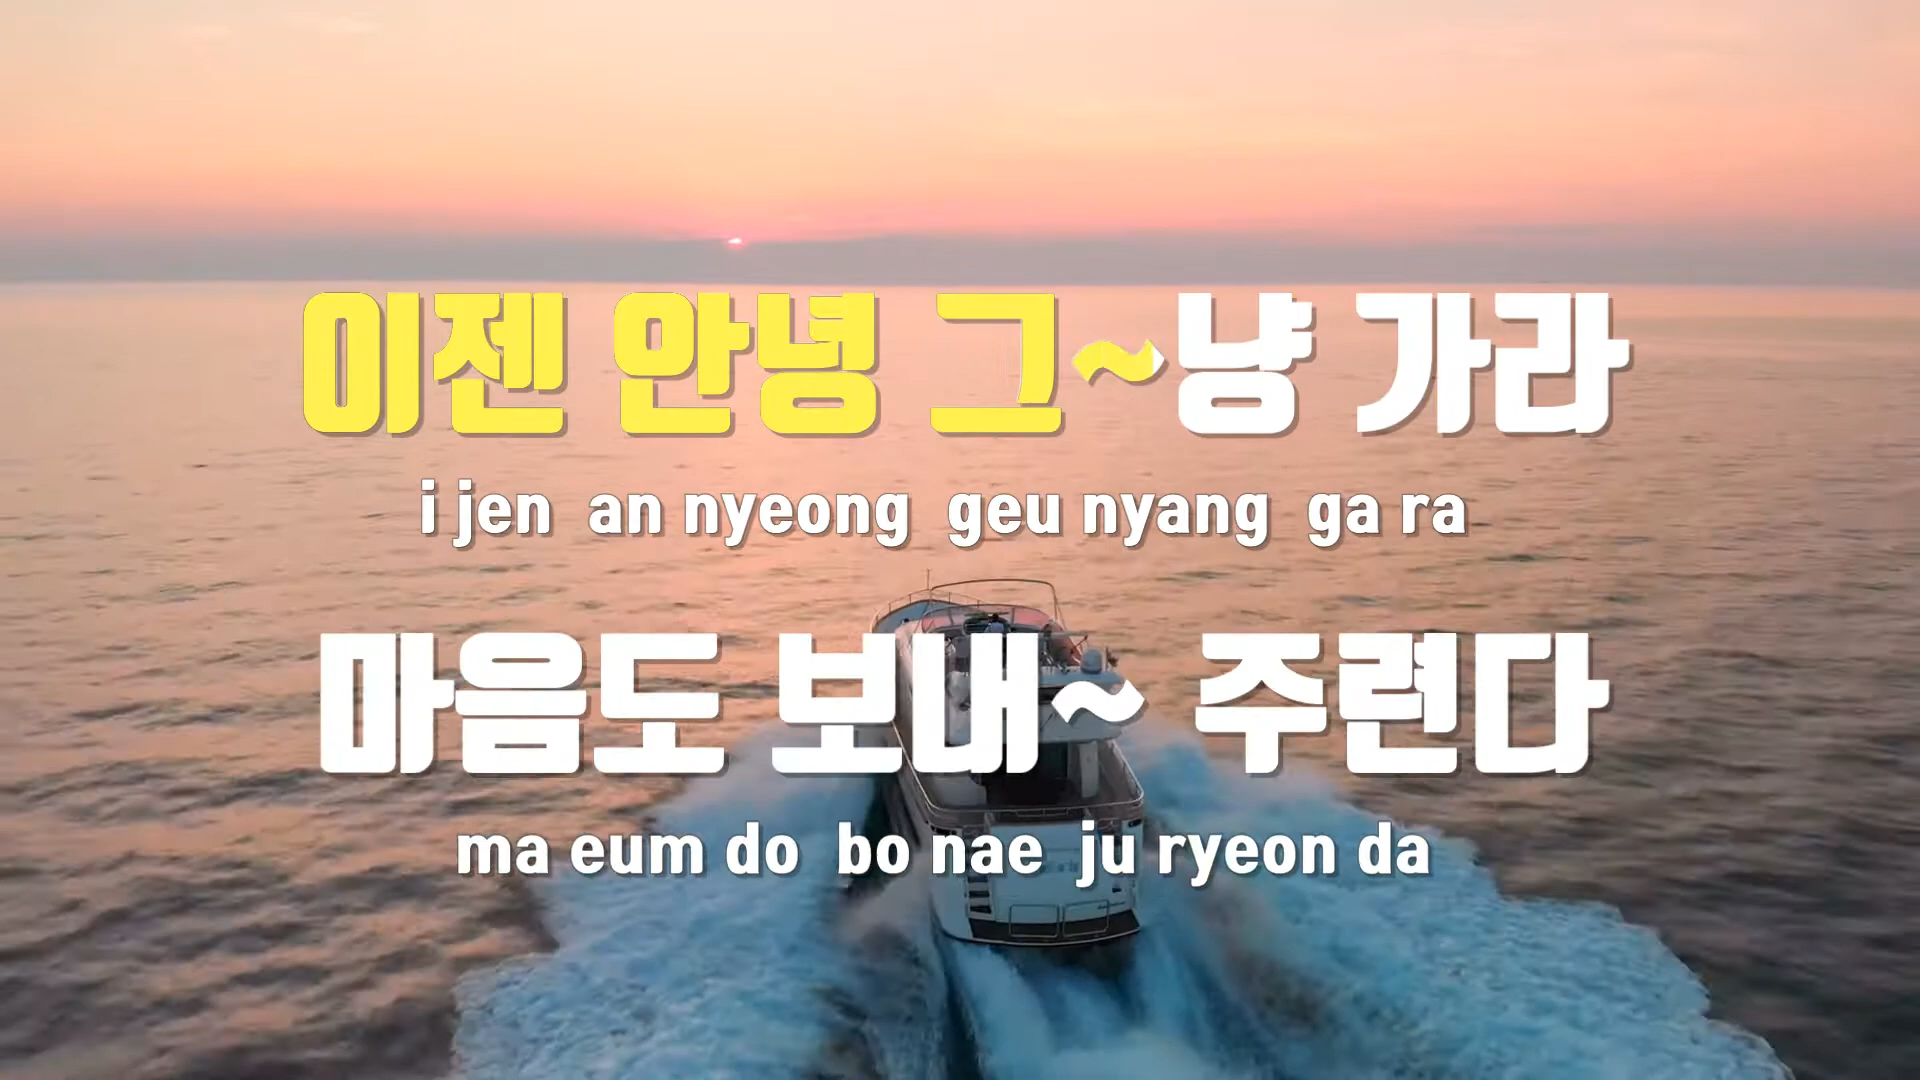 이젠 안녕 그~냥 가라
i jen an nyeong geu nyang ga ra
마음도 보내~ 주련다
ma eum do bo nae ju ryeon da